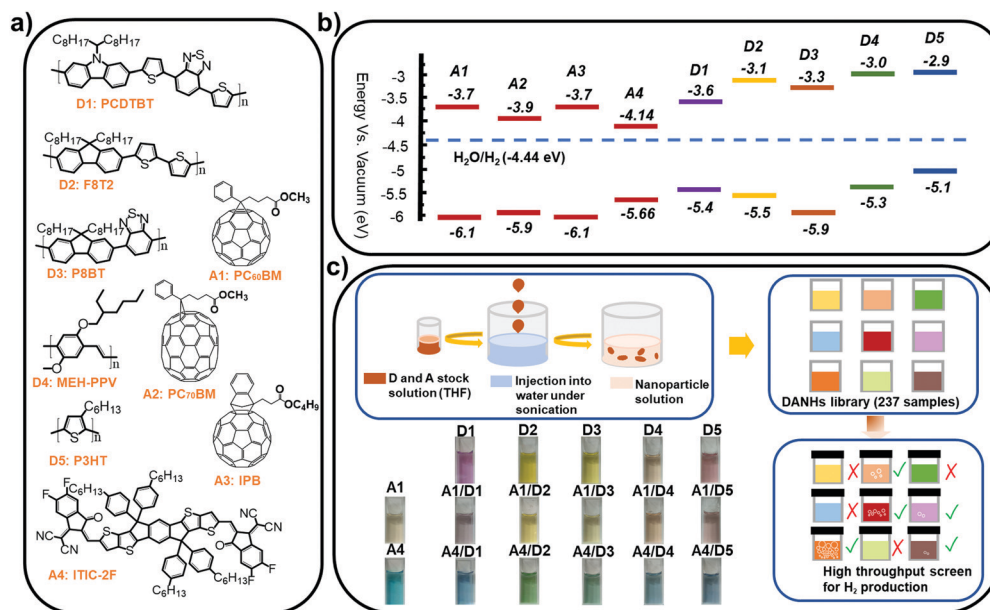 a)
C₈H₁₇ C₈H₁₇
N
N S N
S
S
n
D1: PCDTBT
C₈H₁₇ C₈H₁₇
S
S
n
D2: F8T2
C₈H₁₇ C₈H₁₇
N S N
n
D3: P8BT
OCH₃
O
A1: PC₆₀BM
O
O
n
D4: MEH-PPV
OCH₃
O
A2: PC₇₀BM
C₆H₁₃
S
n
D5: P3HT
O
OC₄H₉
A3: IPB
C₆H₁₃
C₆H₁₃
F
F
O
NC
CN
S
S
S
S
CN
CN
O
F
F
C₆H₁₃
C₆H₁₃
A4: ITIC-2F
b)
Energy Vs. Vacuum (eV)
-3
-3.5
-4
-4.5
-5
-5.5
-6
A1
-3.7
A2
-3.9
A3
-3.7
A4
-4.14
D1
-3.6
D2
-3.1
D3
-3.3
D4
-3.0
D5
-2.9
H₂O/H₂ (-4.44 eV)
-6.1
-5.9
-6.1
-5.66
-5.4
-5.5
-5.9
-5.3
-5.1
c)
D and A stock solution (THF)
Injection into water under sonication
Nanoparticle solution
DANHs library (237 samples)
D1 D2 D3 D4 D5
A1 A1/D1 A1/D2 A1/D3 A1/D4 A1/D5
A4 A4/D1 A4/D2 A4/D3 A4/D4 A4/D5
High throughput screen
for H₂ production